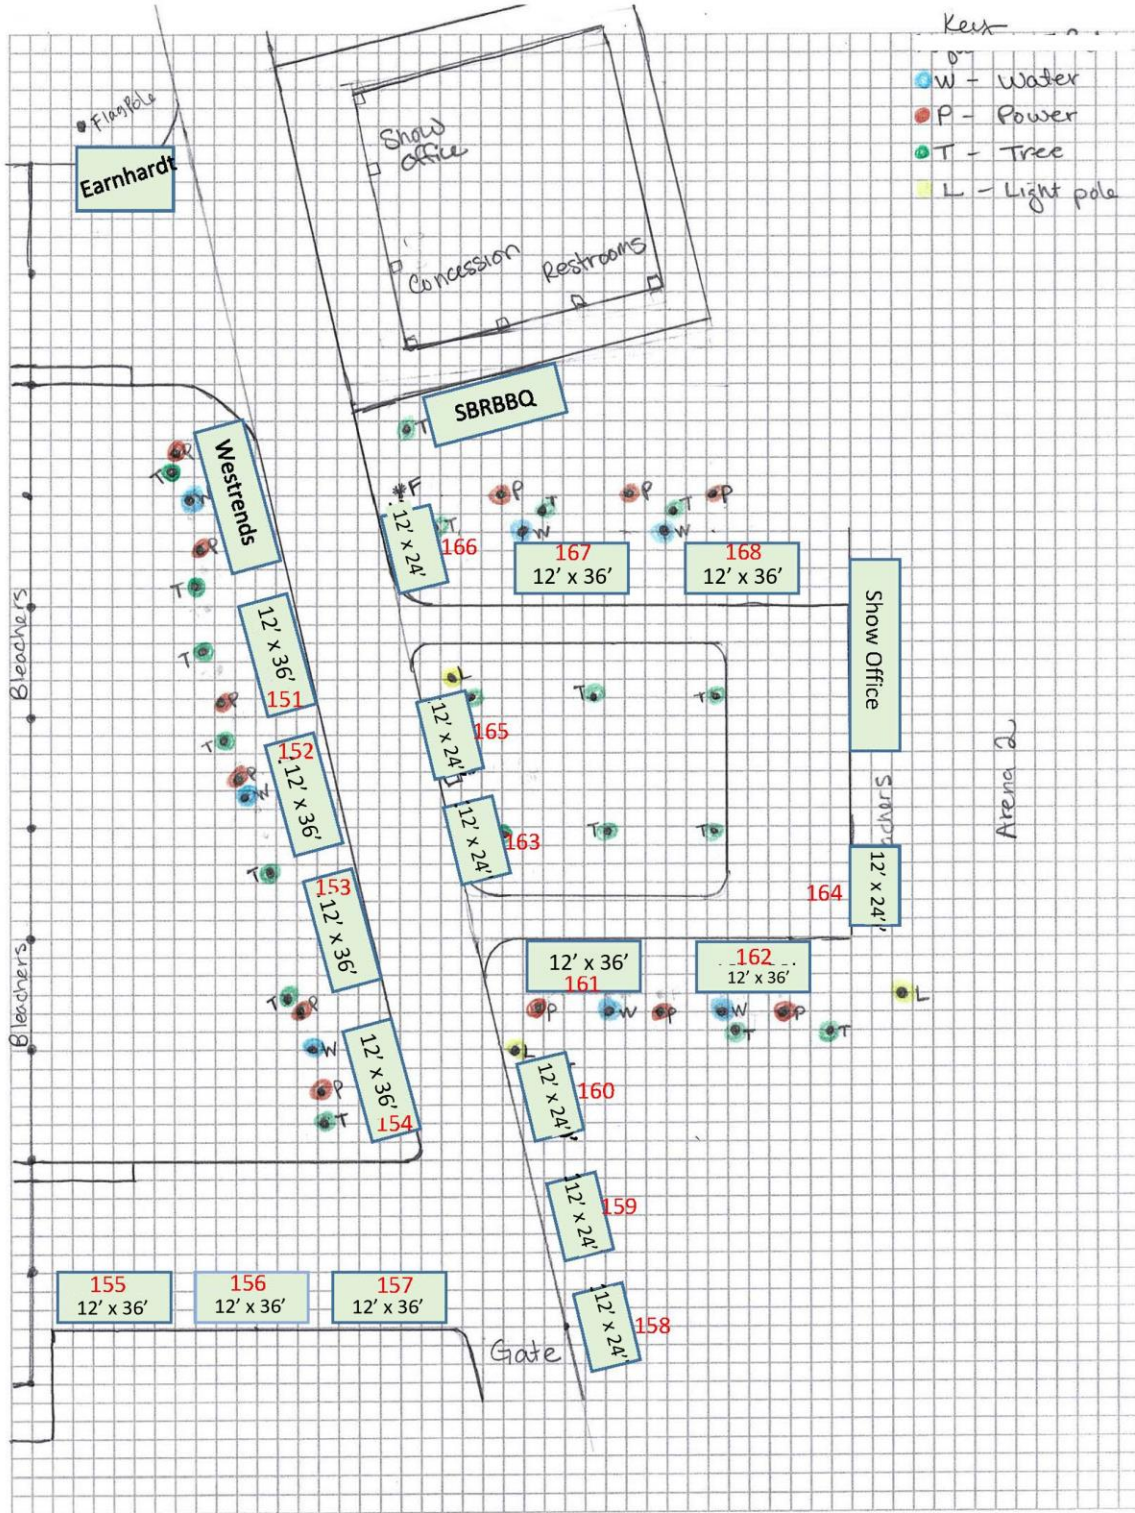 Key
W - Water
P - Power
T - Tree
L - Light pole
Flag Pole
Earnhardt
Show
Office
Concession
Restrooms
SBRBBQ
T
Westrends
P
T
W
P
T
T
P
T
P
W
T
T
P
W
P
T
F
T
P
T
W
P
T
W
P
12' x 24'
166
167
12' x 36'
168
12' x 36'
Show Office
Bleachers
12' x 36'
151
152
12' x 36'
153
12' x 36'
12' x 36'
154
L
T
T
12' x 24'
165
12' x 24'
163
T
T
Arena 2
164
12' x 24'
12' x 36'
161
162
12' x 36'
P
W
P
W
T
P
T
L
L
Bleachers
12' x 24'
160
12' x 24'
159
12' x 24'
158
155
12' x 36'
156
12' x 36'
157
12' x 36'
Gate